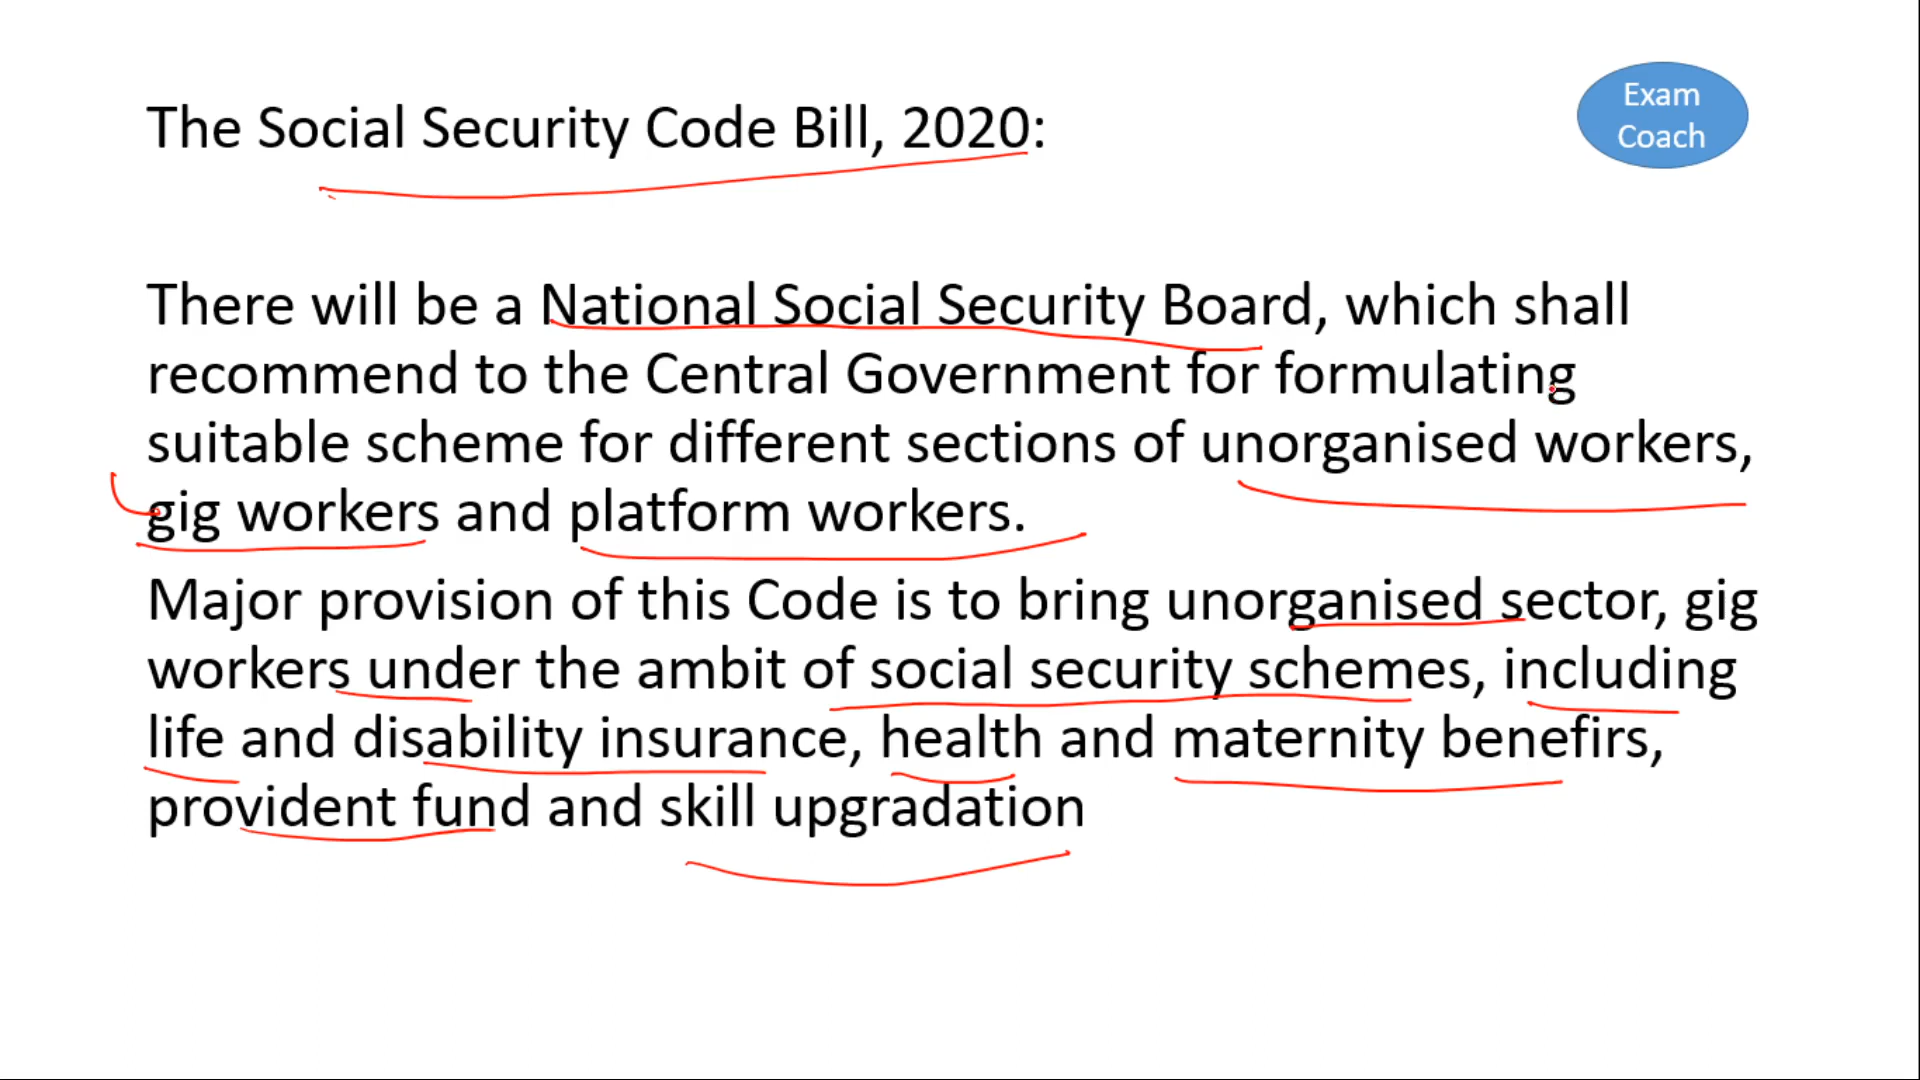 The Social Security Code Bill, 2020:
Exam
Coach
There will be a National Social Security Board, which shall
recommend to the Central Government for formulating
suitable scheme for different sections of unorganised workers,
gig workers and platform workers.
Major provision of this Code is to bring unorganised sector, gig
workers under the ambit of social security schemes, including
life and disability insurance, health and maternity benefirs,
provident fund and skill upgradation